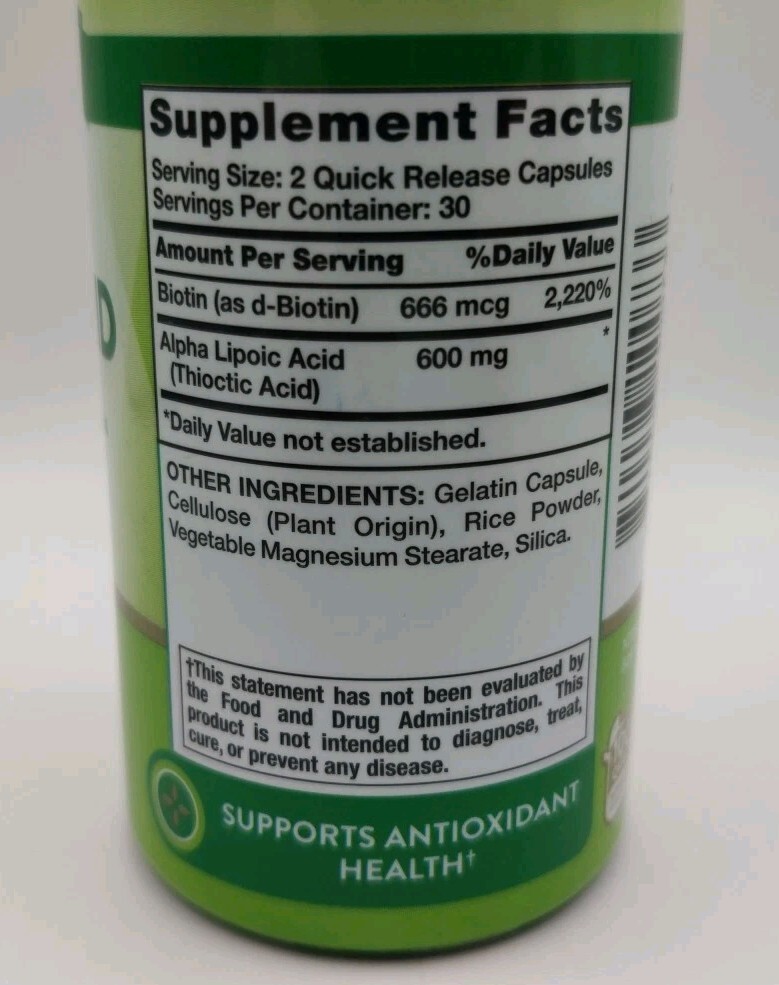 Supplement Facts
Serving Size: 2 Quick Release Capsules
Servings Per Container: 30
Amount Per Serving %Daily Value
Biotin (as d-Biotin) 666 mcg 2,220%
Alpha Lipoic Acid 600 mg *
(Thioctic Acid)
*Daily Value not established.
OTHER INGREDIENTS: Gelatin Capsule,
Cellulose (Plant Origin), Rice Powder,
Vegetable Magnesium Stearate, Silica.
†This statement has not been evaluated by
the Food and Drug Administration. This
product is not intended to diagnose, treat,
cure, or prevent any disease.
SUPPORTS ANTIOXIDANT
HEALTH†